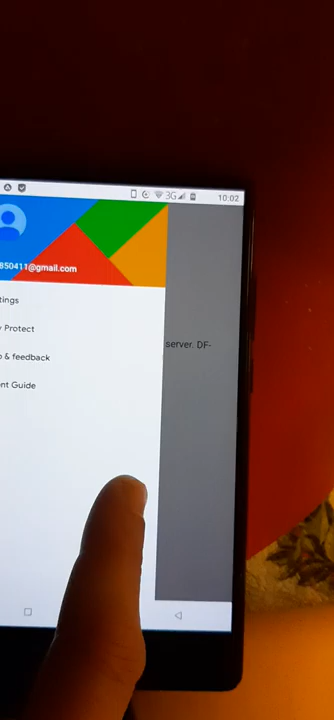 3G 10:02
850411@gmail.com
tings
Protect
server. DF-
& feedback
nt Guide